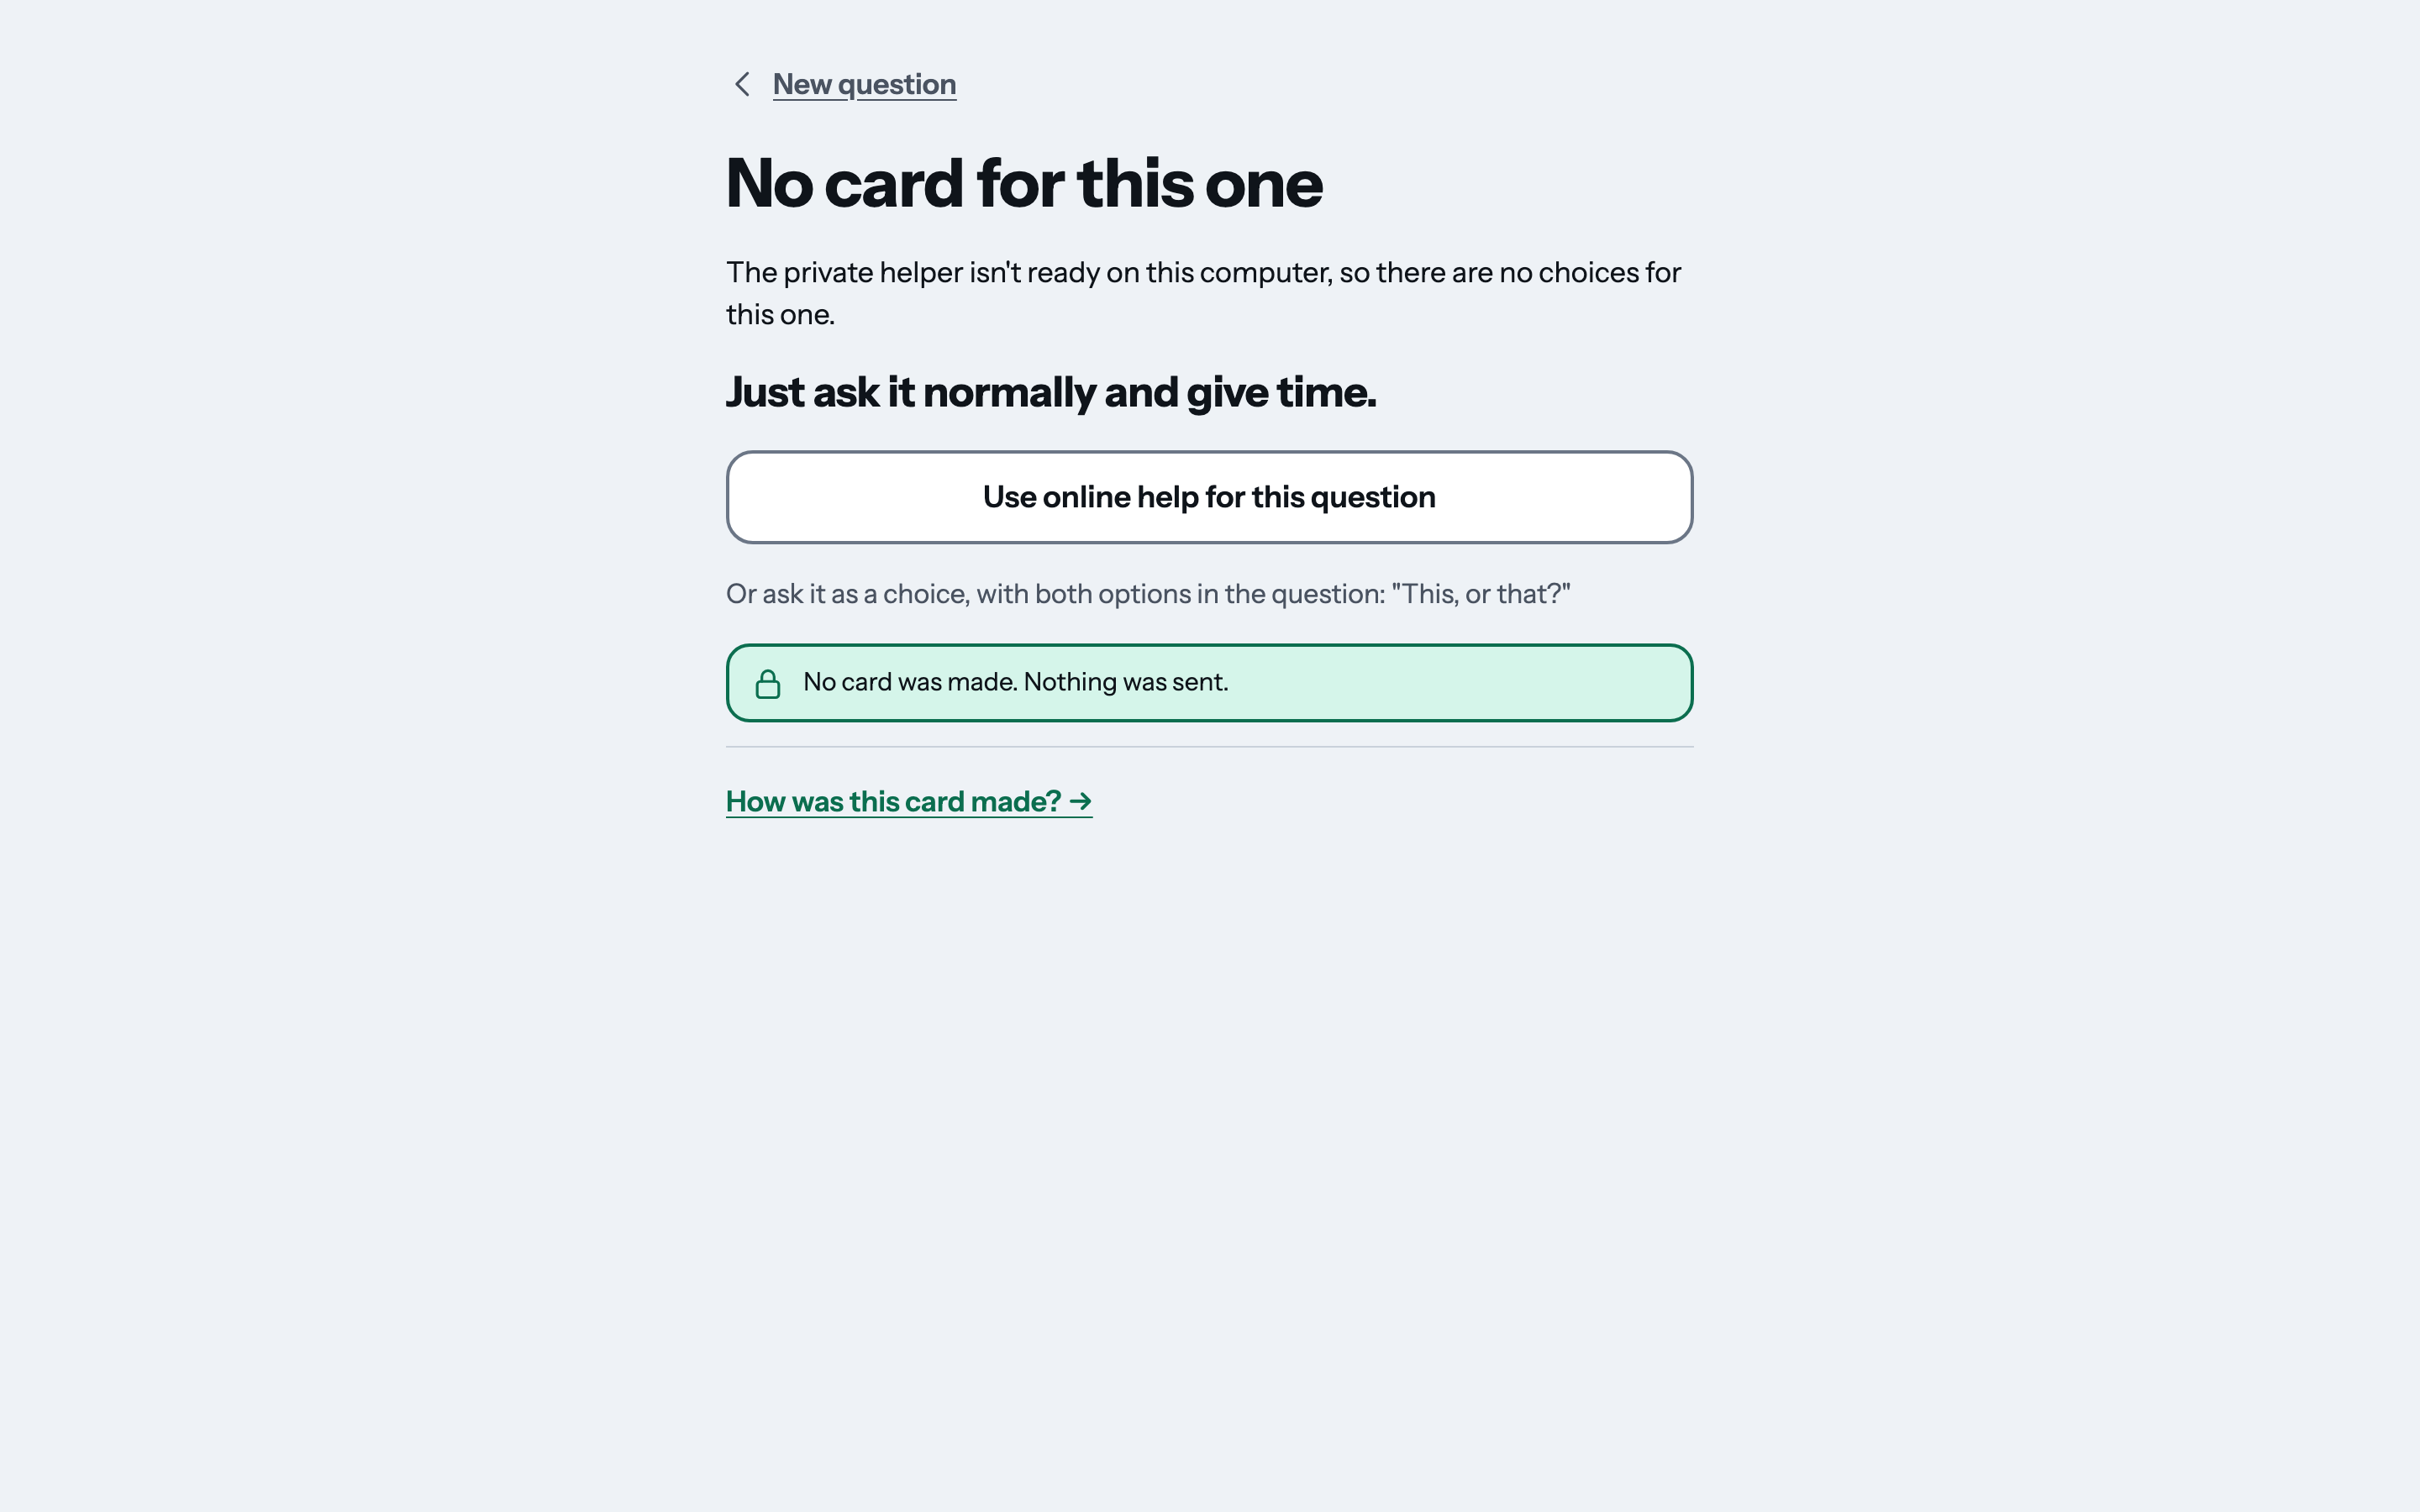 New question
No card for this one
The private helper isn't ready on this computer, so there are no choices for
this one.
Just ask it normally and give time.
Use online help for this question
Or ask it as a choice, with both options in the question: "This, or that?"
No card was made. Nothing was sent.
How was this card made? →